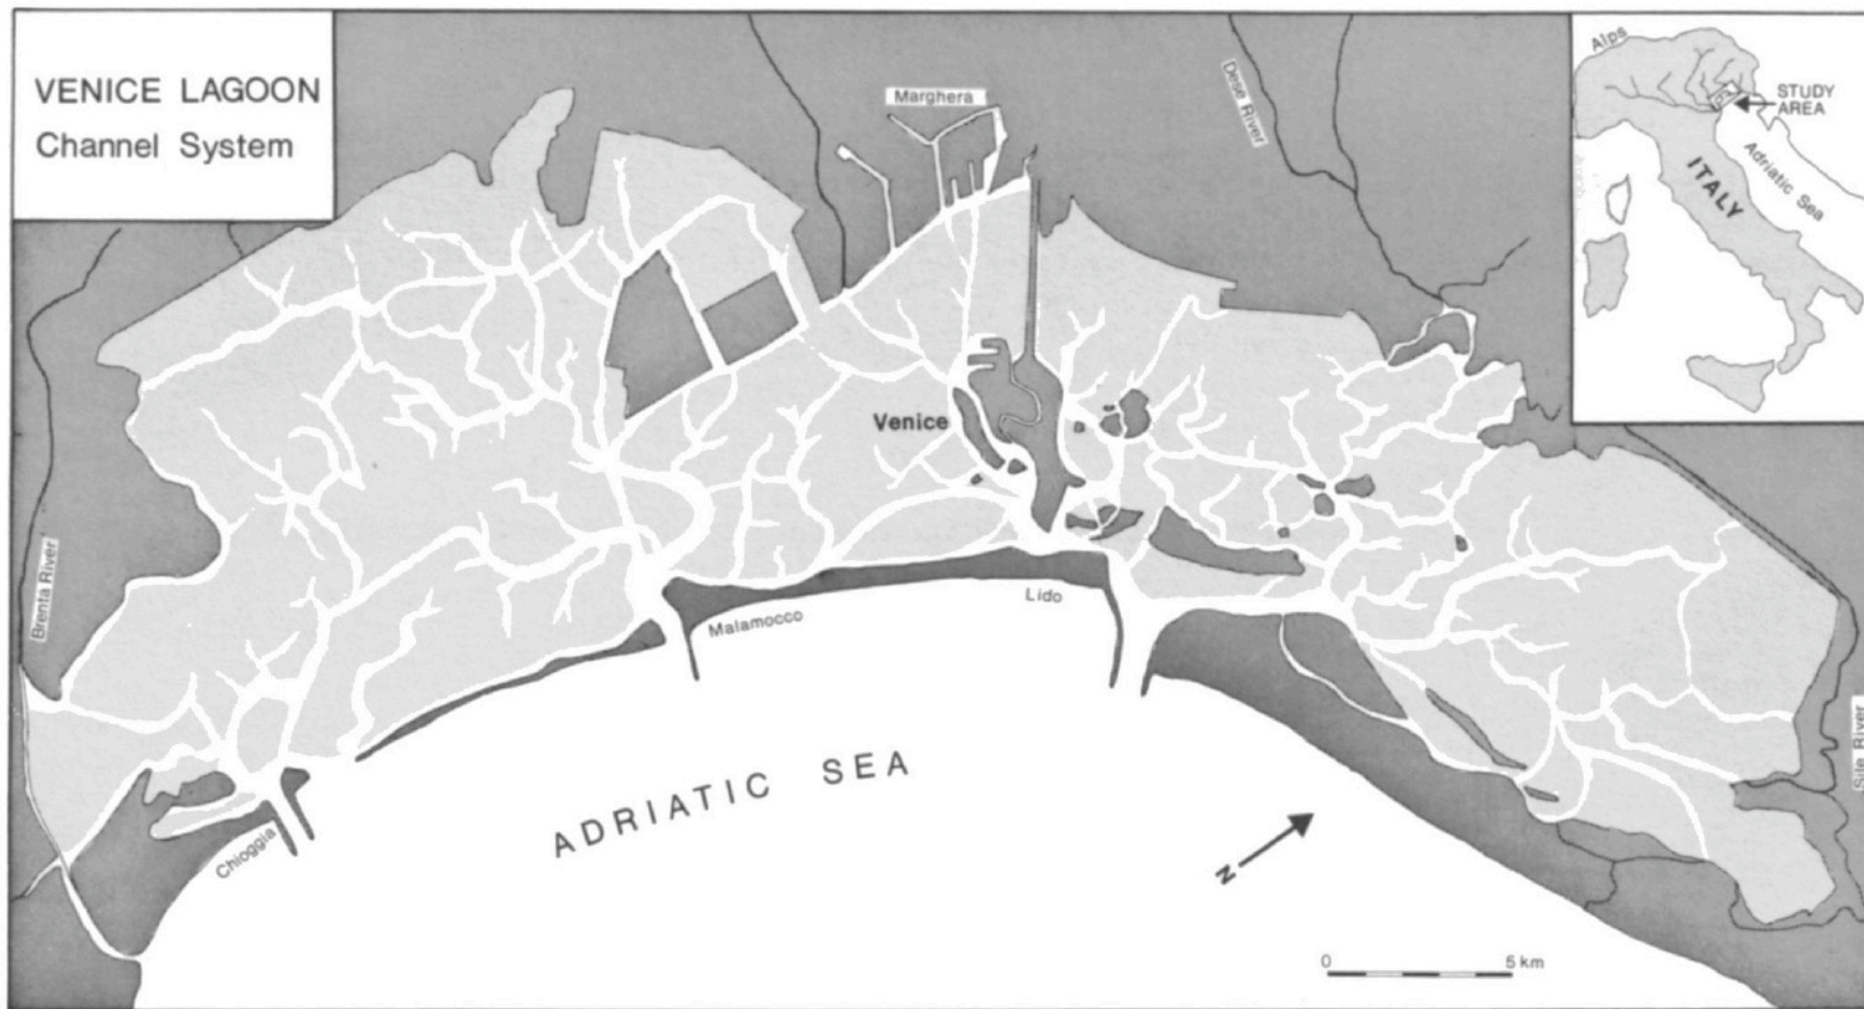 VENICE LAGOON
Channel System
Marghera
Dese River
Alps
STUDY
AREA
ITALY
Adriatic Sea
Venice
Brenta River
Malamocco
Lido
Sile River
Chioggia
ADRIATIC SEA
N
0 5 km